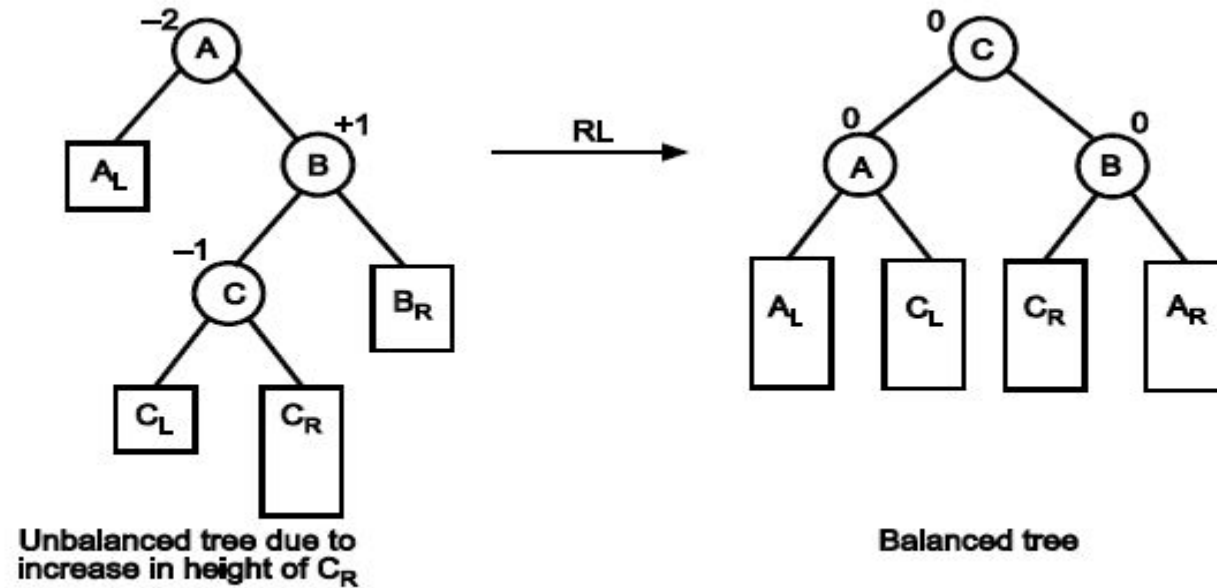 –2
A
+1
A_L
B
–1
C
B_R
C_L
C_R
Unbalanced tree due to
increase in height of C_R
RL
0
C
0
A
0
B
A_L
C_L
C_R
A_R
Balanced tree